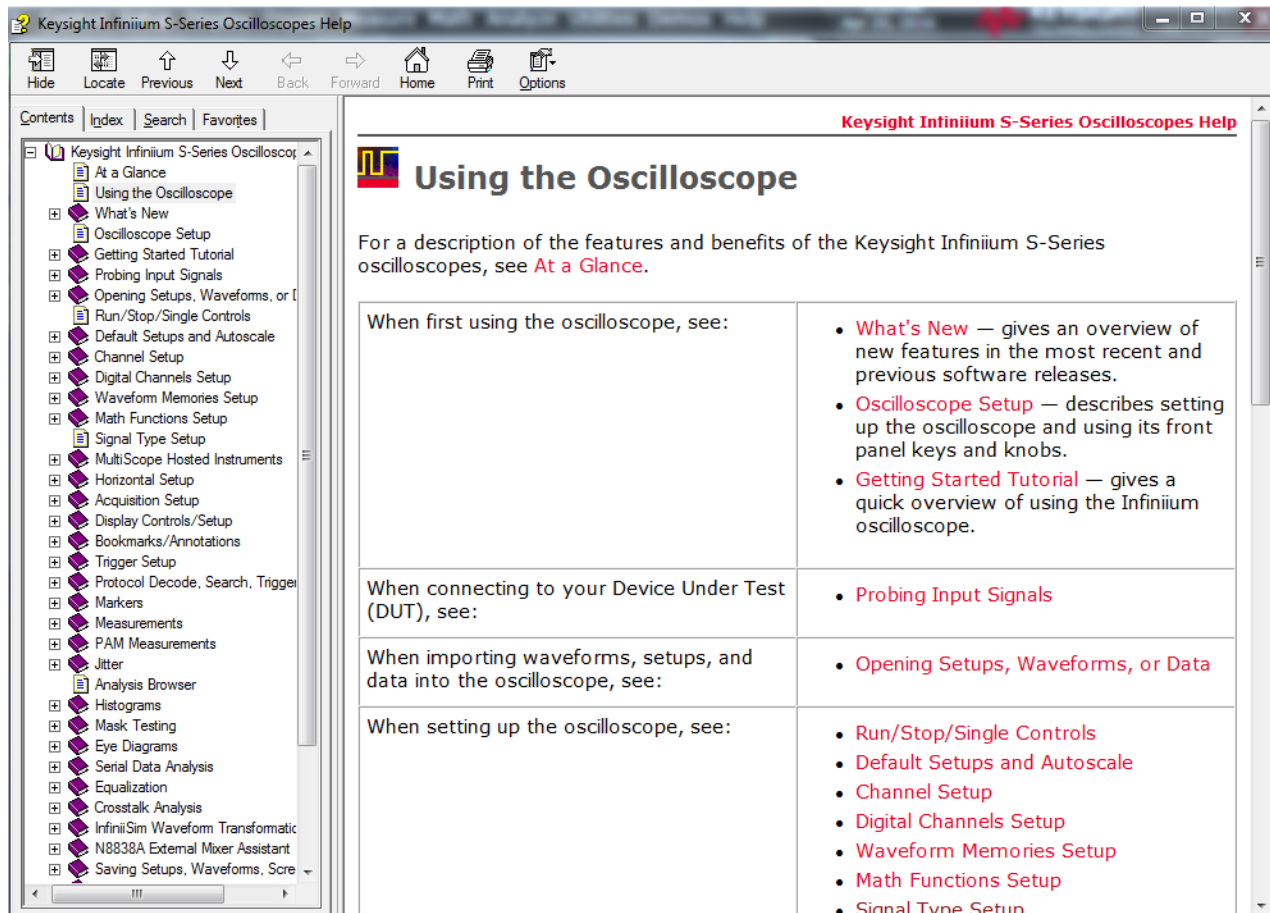 Keysight Infiniium S-Series Oscilloscopes Help
Hide Locate Previous Next Back Forward Home Print Options
Contents Index Search Favorites
Keysight Infiniium S-Series Oscilloscop
At a Glance
Using the Oscilloscope
What's New
Oscilloscope Setup
Getting Started Tutorial
Probing Input Signals
Opening Setups, Waveforms, or D
Run/Stop/Single Controls
Default Setups and Autoscale
Channel Setup
Digital Channels Setup
Waveform Memories Setup
Math Functions Setup
Signal Type Setup
MultiScope Hosted Instruments
Horizontal Setup
Acquisition Setup
Display Controls/Setup
Bookmarks/Annotations
Trigger Setup
Protocol Decode, Search, Trigger
Markers
Measurements
PAM Measurements
Jitter
Analysis Browser
Histograms
Mask Testing
Eye Diagrams
Serial Data Analysis
Equalization
Crosstalk Analysis
InfiniiSim Waveform Transformatic
N8838A External Mixer Assistant
Saving Setups, Waveforms, Scre
Keysight Infiniium S-Series Oscilloscopes Help
Using the Oscilloscope
For a description of the features and benefits of the Keysight Infiniium S-Series
oscilloscopes, see At a Glance.
When first using the oscilloscope, see:
• What's New — gives an overview of
new features in the most recent and
previous software releases.
• Oscilloscope Setup — describes setting
up the oscilloscope and using its front
panel keys and knobs.
• Getting Started Tutorial — gives a
quick overview of using the Infiniium
oscilloscope.
When connecting to your Device Under Test
(DUT), see:
• Probing Input Signals
When importing waveforms, setups, and
data into the oscilloscope, see:
• Opening Setups, Waveforms, or Data
When setting up the oscilloscope, see:
• Run/Stop/Single Controls
• Default Setups and Autoscale
• Channel Setup
• Digital Channels Setup
• Waveform Memories Setup
• Math Functions Setup
• Signal Type Setup